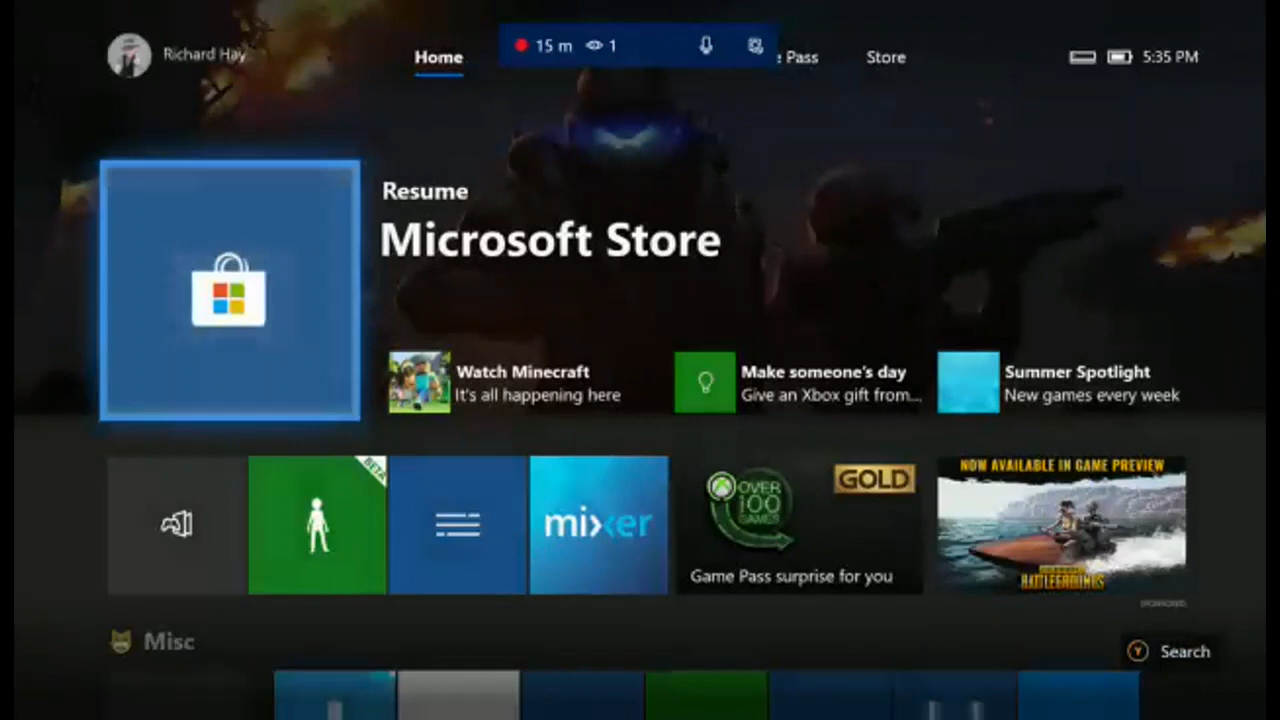 Richard Hay
Home
15 m 1
Pass
Store
5:35 PM
Resume
Microsoft Store
Watch Minecraft
It's all happening here
Make someone's day
Give an Xbox gift from...
Summer Spotlight
New games every week
BETA
mixer
OVER
100
GAMES
GOLD
Game Pass surprise for you
NOW AVAILABLE IN GAME PREVIEW
BATTLEGROUNDS
SPONSORED
Misc
Y Search